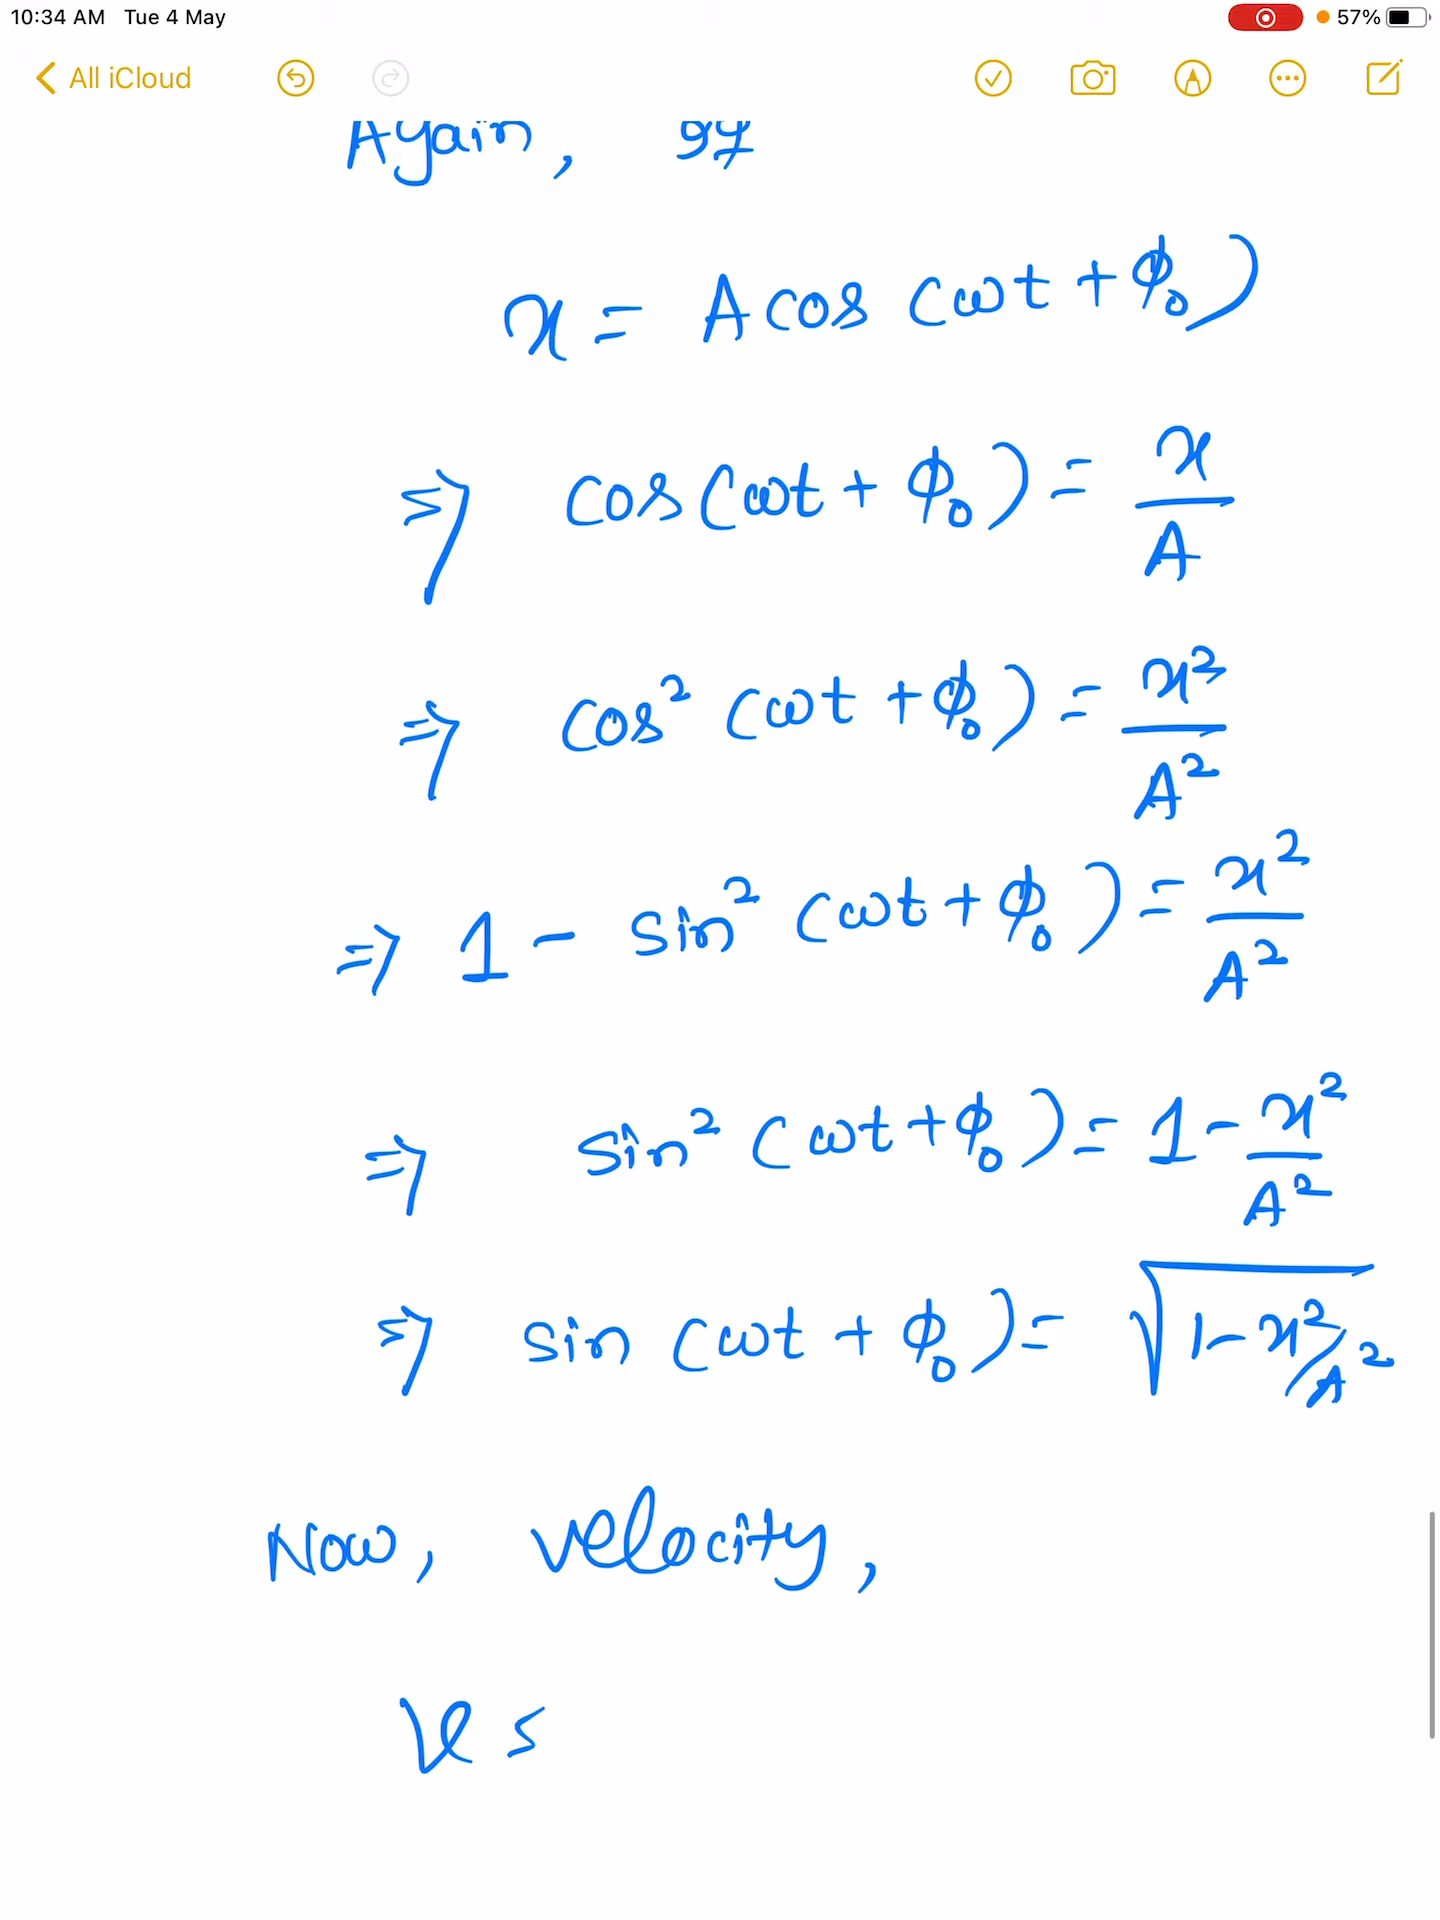 10:34 AM Tue 4 May 57%
All iCloud
Again, If
x = A cos (ωt + ϕ₀)
⇒ cos (ωt + ϕ₀) = x/A
⇒ cos² (ωt + ϕ₀) = x²/A²
⇒ 1 - sin² (ωt + ϕ₀) = x²/A²
⇒ sin² (ωt + ϕ₀) = 1 - x²/A²
⇒ sin (ωt + ϕ₀) = √(1 - x²/A²)
Now, velocity,
v =